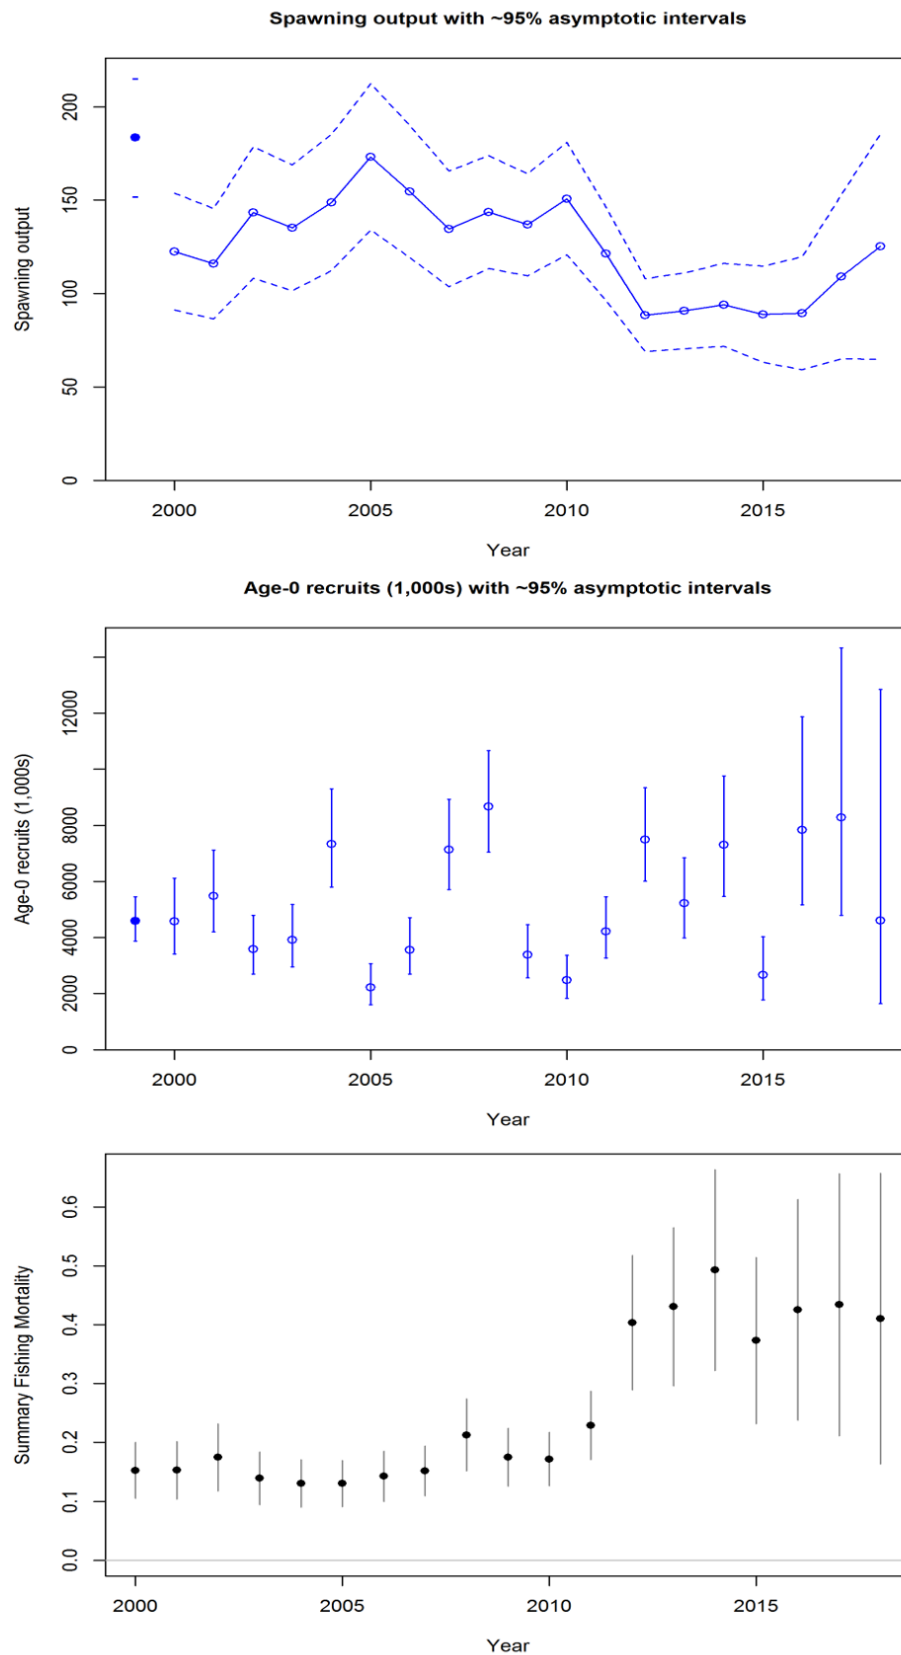 Spawning output with ~95% asymptotic intervals
Spawning output
200
150
100
50
0
2000 2005 2010 2015
Year
Age-0 recruits (1,000s) with ~95% asymptotic intervals
Age-0 recruits (1,000s)
12000
8000
6000
4000
2000
0
2000 2005 2010 2015
Year
Summary Fishing Mortality
0.6
0.5
0.4
0.3
0.2
0.1
0.0
2000 2005 2010 2015
Year